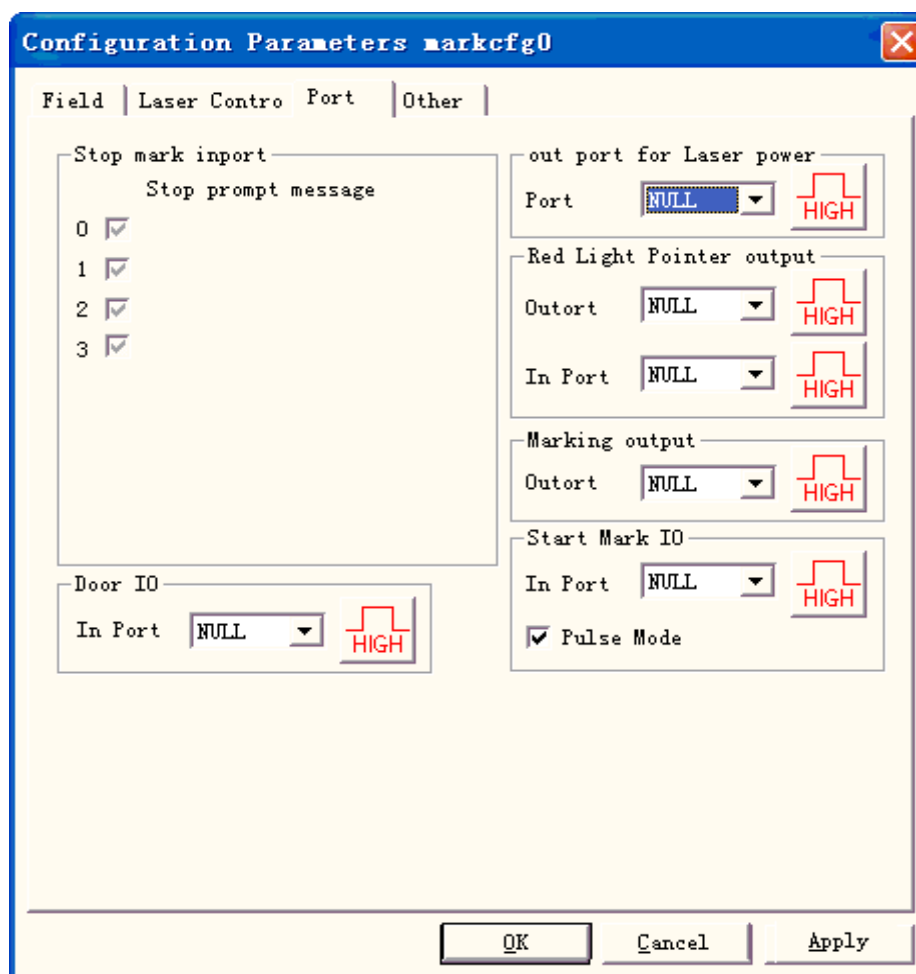 Configuration Parameters markcfg0
Field
Laser Contro
Port
Other
Stop mark inport
Stop prompt message
0
1
2
3
Door IO
In Port NULL HIGH
out port for Laser power
Port NULL HIGH
Red Light Pointer output
Outort NULL HIGH
In Port NULL HIGH
Marking output
Outort NULL HIGH
Start Mark IO
In Port NULL HIGH
Pulse Mode
OK
Cancel
Apply